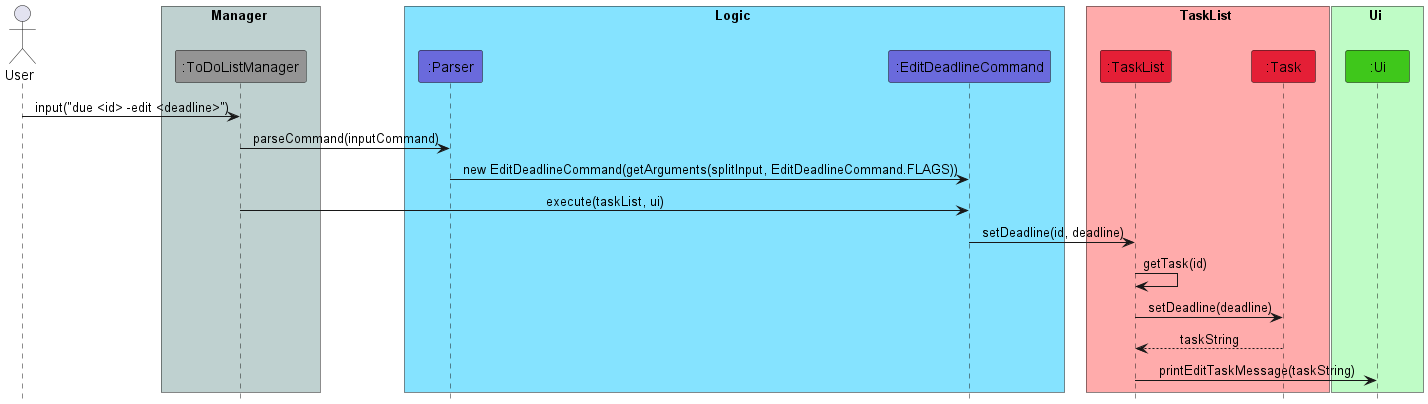 Manager
Logic
TaskList
Ui
User
:ToDoListManager
:Parser
:EditDeadlineCommand
:TaskList
:Task
:Ui
input("due <id> -edit <deadline>")
parseCommand(inputCommand)
new EditDeadlineCommand(getArguments(splitInput, EditDeadlineCommand.FLAGS))
execute(taskList, ui)
setDeadline(id, deadline)
getTask(id)
setDeadline(deadline)
taskString
printEditTaskMessage(taskString)